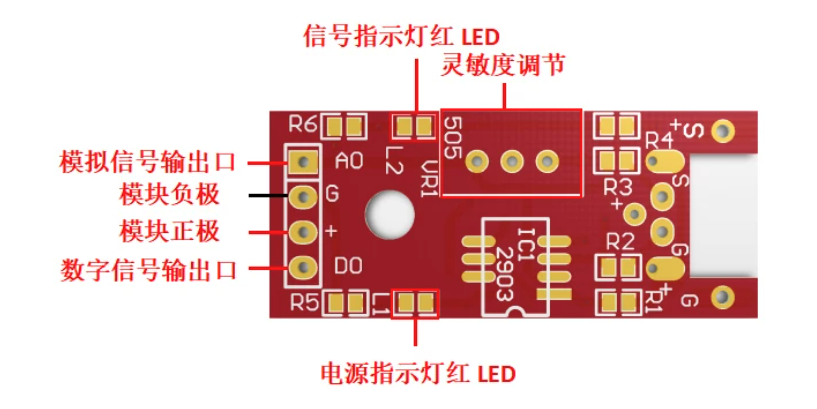 信号指示灯红 LED
灵敏度调节
模拟信号输出口
模块负极
模块正极
数字信号输出口
R6
L2
VR1
505
A0
G
+
D0
R5
L1
IC1
2903
+S
R4
R3
S
+
R2
G
+
R1
G
电源指示灯红 LED